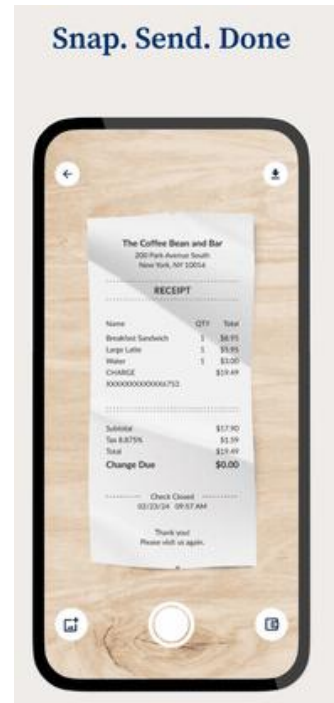 Snap. Send. Done
The Coffee Bean and Bar
200 Park Avenue South
New York, NY 10014
RECEIPT
Name QTY Total
Breakfast Sandwich 1 $8.95
Large Latte 1 $5.95
Water 1 $3.00
CHARGE $19.49
XXXXXXXXXXXX6753
Subtotal $17.90
Tax 8.875% $1.59
Total $19.49
Change Due $0.00
Check Closed
02/23/24 09:57 AM
Thank you!
Please visit us again.